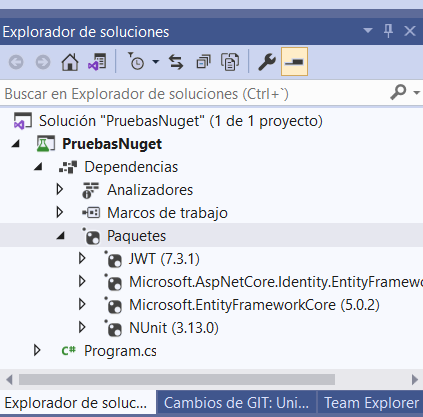 Explorador de soluciones
Buscar en Explorador de soluciones (Ctrl+`)
Solución "PruebasNuget" (1 de 1 proyecto)
PruebasNuget
Dependencias
Analizadores
Marcos de trabajo
Paquetes
JWT (7.3.1)
Microsoft.AspNetCore.Identity.EntityFramew
Microsoft.EntityFrameworkCore (5.0.2)
NUnit (3.13.0)
C# Program.cs
Explorador de soluc... Cambios de GIT: Uni... Team Explorer